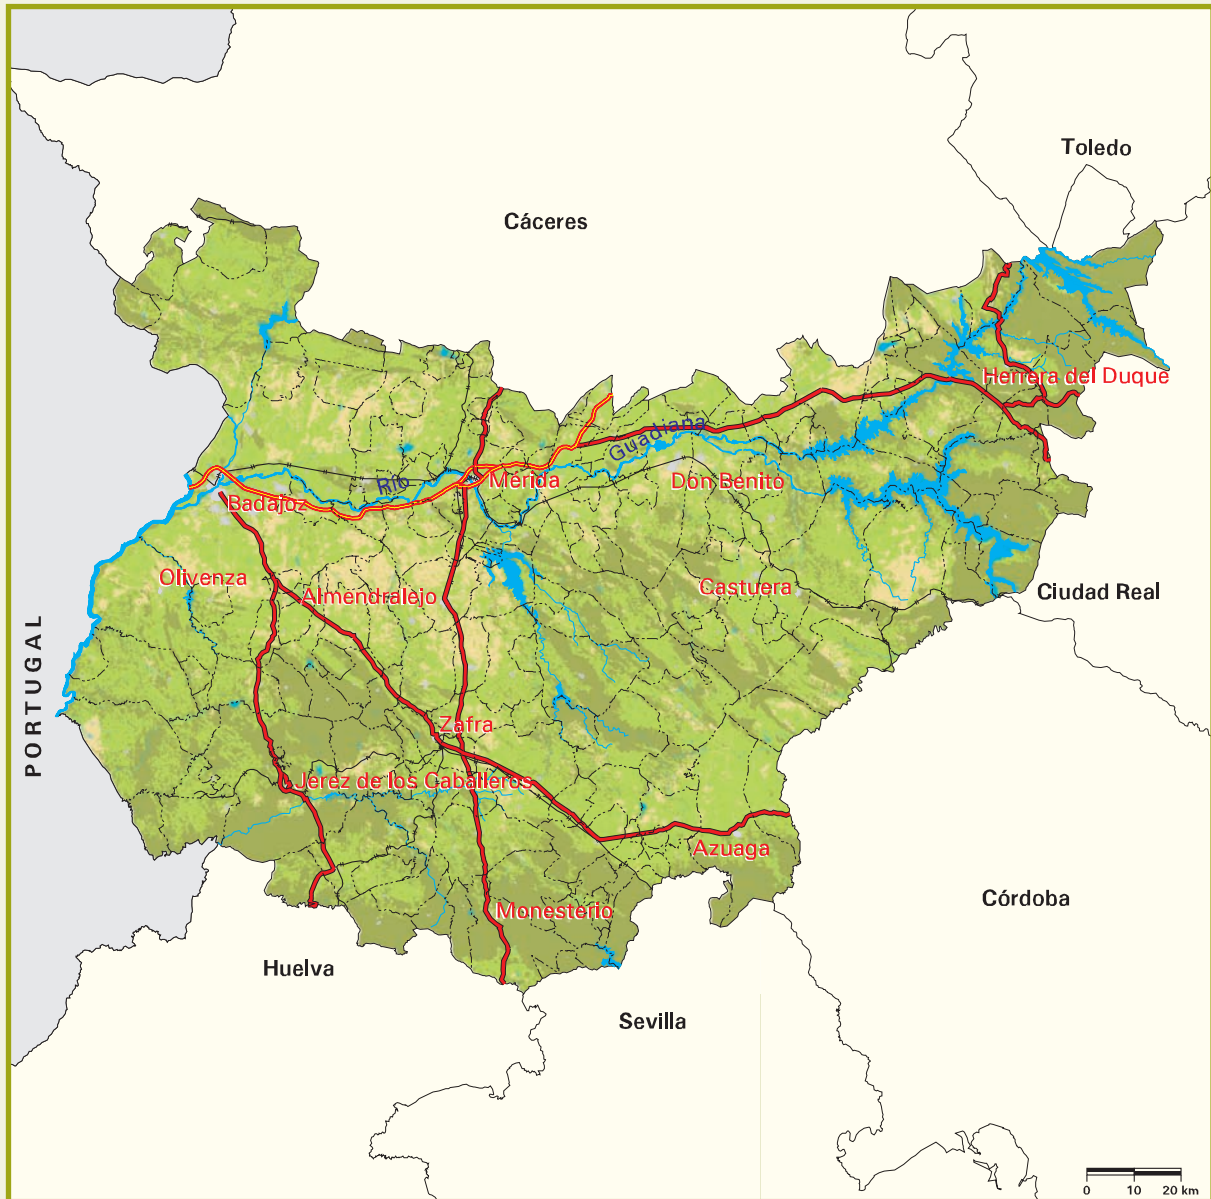 Toledo
Cáceres
Herrera del Duque
Río
Guadiana
Mérida
Don Benito
Badajoz
Olivenza
Almendralejo
Castuera
Ciudad Real
PORTUGAL
Zafra
Jerez de los Caballeros
Azuaga
Monesterio
Córdoba
Huelva
Sevilla
0 10 20 km